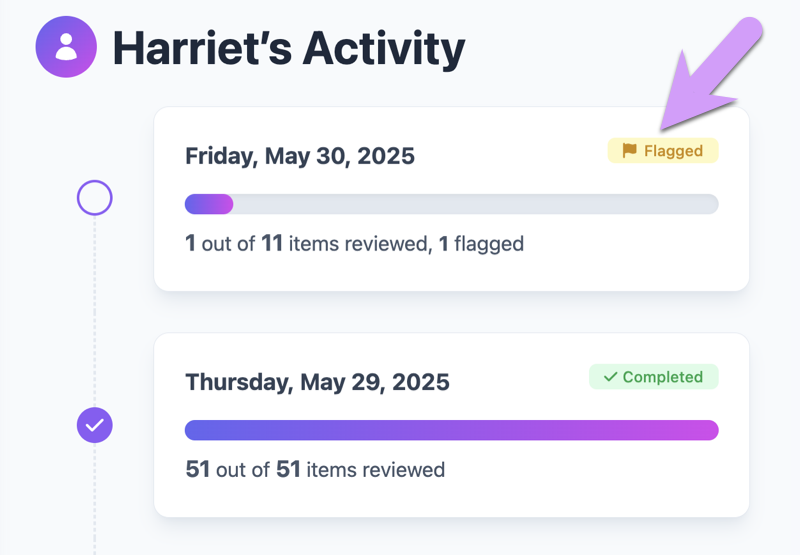 Harriet’s Activity
Friday, May 30, 2025
Flagged
1 out of 11 items reviewed, 1 flagged
Thursday, May 29, 2025
Completed
51 out of 51 items reviewed